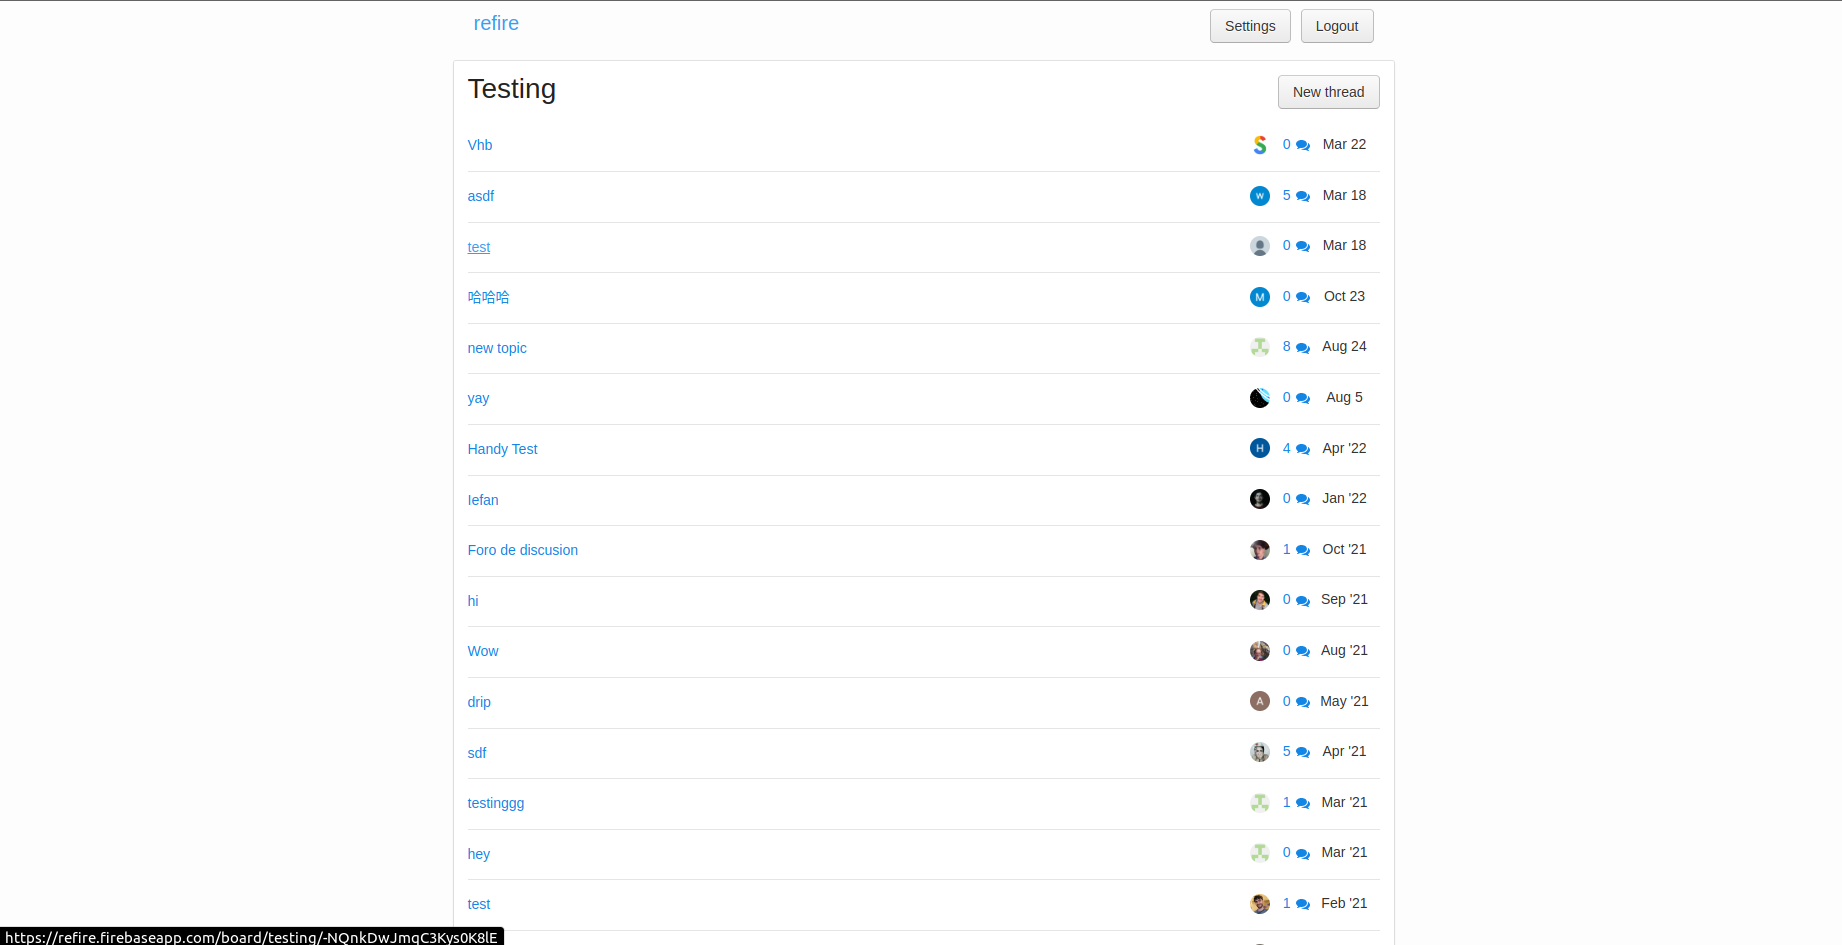 refire Settings Logout
Testing New thread
Vhb 0 Mar 22
asdf W 5 Mar 18
test 0 Mar 18
哈哈哈 M 0 Oct 23
new topic 8 Aug 24
yay 0 Aug 5
Handy Test H 4 Apr '22
Iefan 0 Jan '22
Foro de discusion 1 Oct '21
hi 0 Sep '21
Wow 0 Aug '21
drip A 0 May '21
sdf 5 Apr '21
testinggg 1 Mar '21
hey 0 Mar '21
test 1 Feb '21
https://refire.firebaseapp.com/board/testing/-NQnkDwJmqC3Kys0K8lE